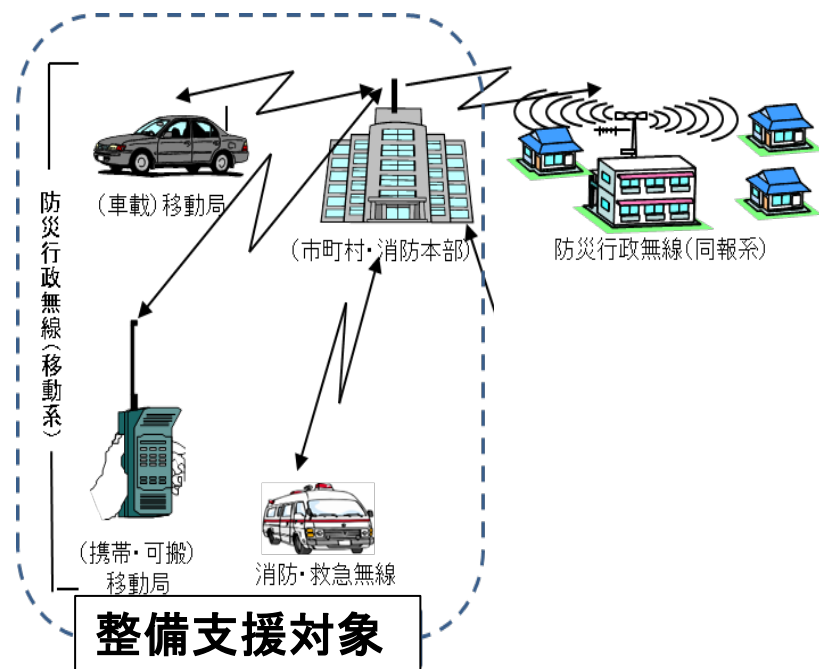 防災行政無線(移動系)
(車載)移動局
(市町村・消防本部)
防災行政無線(同報系)
(携帯・可搬)
移動局
消防・救急無線
整備支援対象